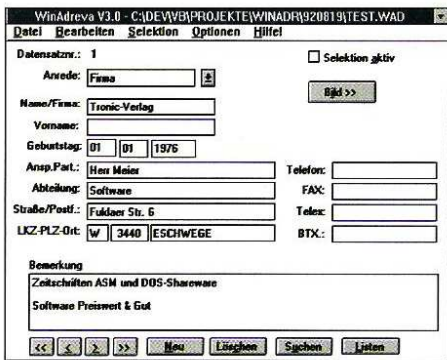 WinAdreva V3.0 - C:\DEV\VB\PROJEKTE\WINADR\920819\TEST.WAD
Datei Bearbeiten Selektion Optionen Hilfe!
Datensatznr.: 1
Selektion aktiv
Anrede: Firma
Bild >>
Name/Firma: Tronic-Verlag
Vorname:
Geburtstag: 01 01 1976
Ansp.Part.: Herr Meier Telefon:
Abteilung: Software FAX:
Straße/Postf.: Fuldaer Str. 6 Telex:
LKZ-PLZ-Ort: W 3440 ESCHWEGE BTX.:
Bemerkung
Zeitschriften ASM und DOS-Shareware
Software Preiswert & Gut
<< < > >> Neu Löschen Suchen Listen